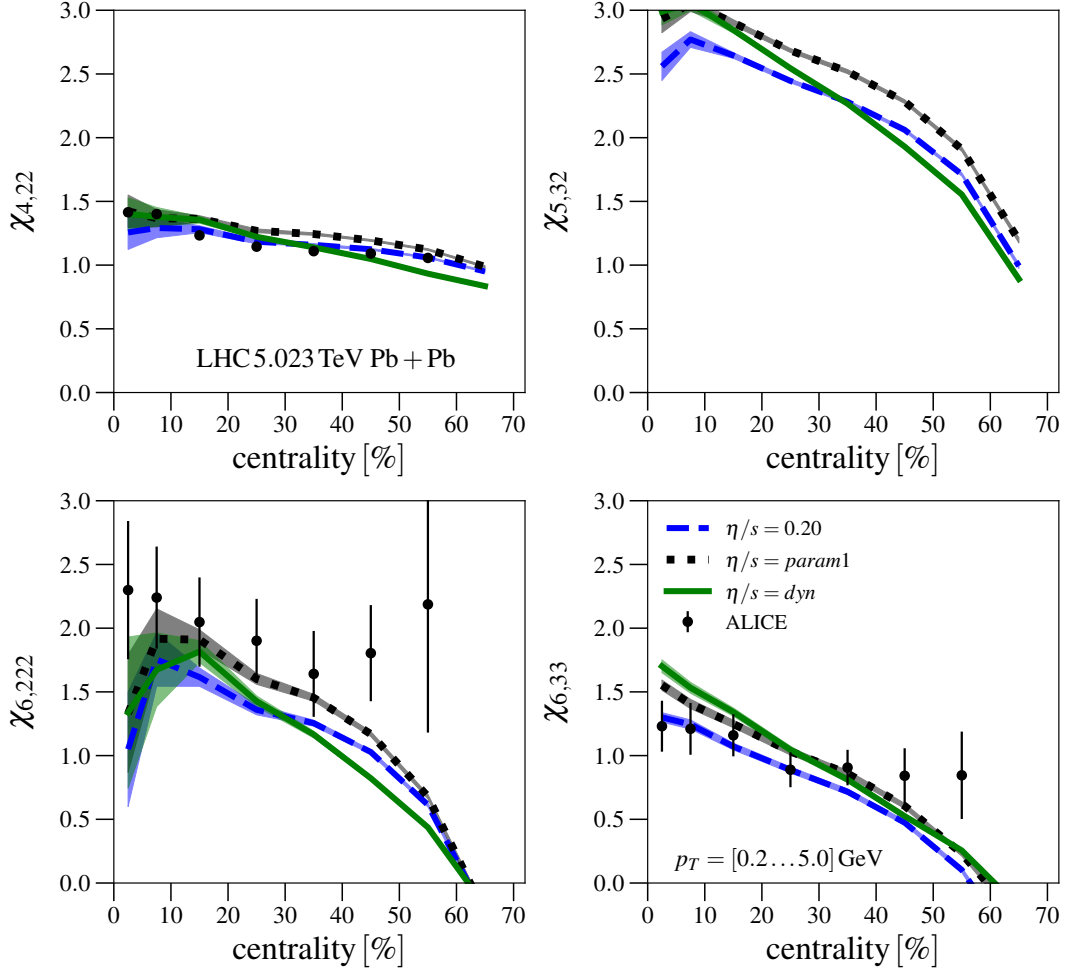 3.0
2.5
2.0
1.5
1.0
0.5
0.0
χ4,22
LHC 5.023 TeV Pb + Pb
0 10 20 30 40 50 60 70
centrality [%]
3.0
2.5
2.0
1.5
1.0
0.5
0.0
χ5,32
0 10 20 30 40 50 60 70
centrality [%]
3.0
2.5
2.0
1.5
1.0
0.5
0.0
χ6,222
0 10 20 30 40 50 60 70
centrality [%]
3.0
2.5
2.0
1.5
1.0
0.5
0.0
χ6,33
η/s = 0.20
η/s = param1
η/s = dyn
ALICE
pT = [0.2…5.0] GeV
0 10 20 30 40 50 60 70
centrality [%]